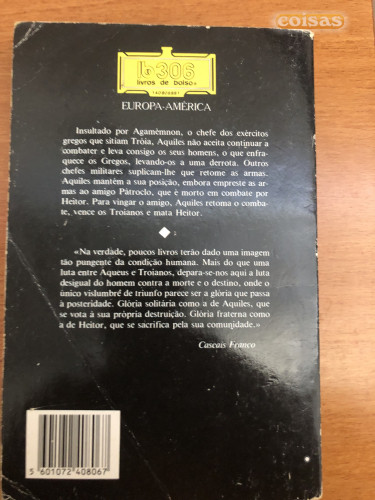 coisas
lb 306
livros de bolso
EUROPA-AMÉRICA
Insultado por Agamémnon, o chefe dos exércitos
gregos que sitiam Tróia, Aquiles não aceita continuar a
combater e leva consigo os seus homens, o que enfra-
quece os Gregos, levando-os a uma derrota. Outros
chefes militares suplicam-lhe que retome as armas.
Aquiles mantém a sua posição, embora empreste as ar-
mas ao amigo Pátroclo, que é morto em combate por
Heitor. Para vingar o amigo, Aquiles retoma o comba-
te, vence os Troianos e mata Heitor.
«Na verdade, poucos livros terão dado uma imagem
tão pungente da condição humana. Mais do que uma
luta entre Aqueus e Troianos, depara-se-nos aqui a luta
desigual do homem contra a morte e o destino, onde o
único vislumbre de triunfo parece ser a glória que passa
à posteridade. Glória solitária como a de Aquiles, que
se vota à sua própria destruição. Glória fraterna como
a de Heitor, que se sacrifica pela sua comunidade.»
Cascais Franco
5 601072 408067